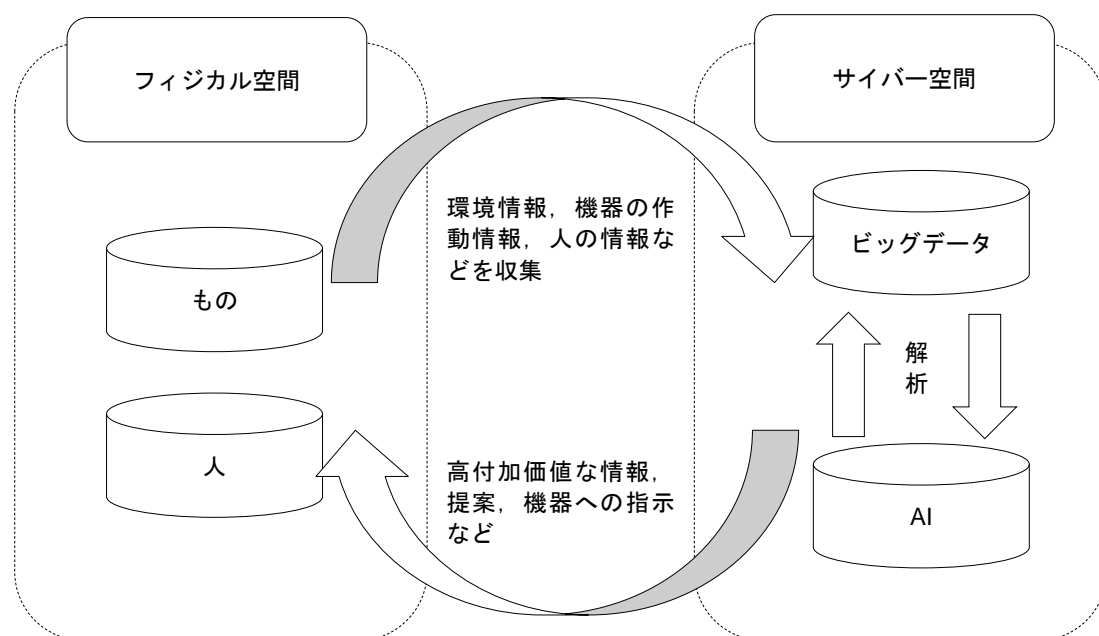 フィジカル空間
サイバー空間
環境情報，機器の作
動情報，人の情報な
どを収集
ビッグデータ
もの
解
析
人
高付加価値な情報，
提案，機器への指示
など
AI